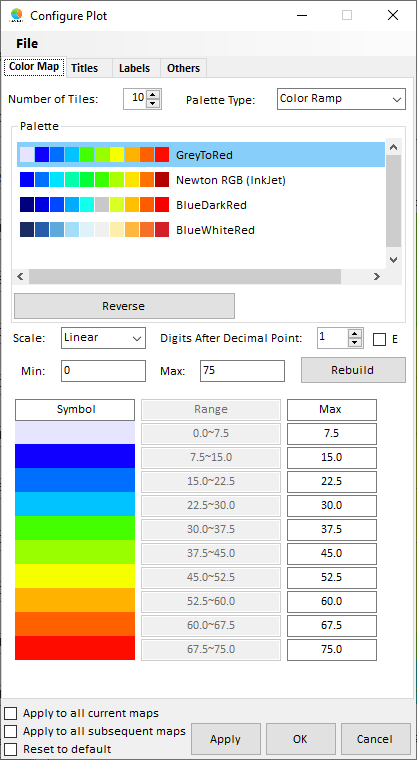 Configure Plot
File
Color Map Titles Labels Others
Number of Tiles: 10 Palette Type: Color Ramp
Palette
GreyToRed
Newton RGB (InkJet)
BlueDarkRed
BlueWhiteRed
Reverse
Scale: Linear Digits After Decimal Point: 1 E
Min: 0 Max: 75 Rebuild
Symbol Range Max
0.0~7.5 7.5
7.5~15.0 15.0
15.0~22.5 22.5
22.5~30.0 30.0
30.0~37.5 37.5
37.5~45.0 45.0
45.0~52.5 52.5
52.5~60.0 60.0
60.0~67.5 67.5
67.5~75.0 75.0
Apply to all current maps
Apply to all subsequent maps
Reset to default
Apply OK Cancel